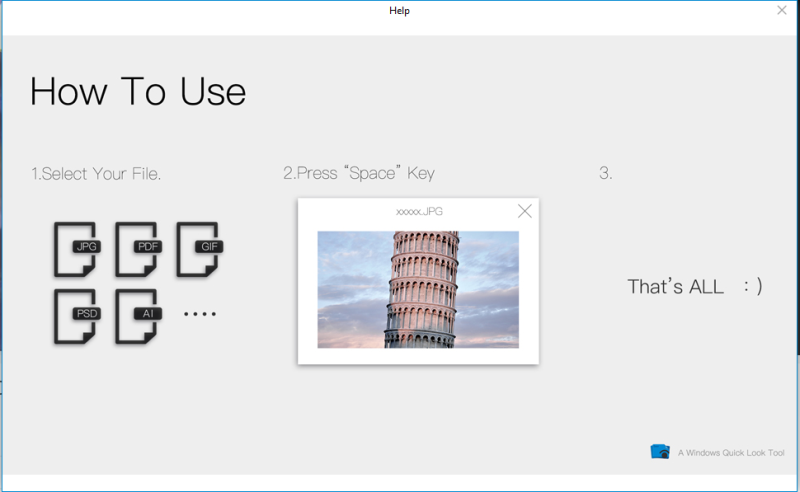 Help
How To Use
1.Select Your File.
2.Press “Space” Key
3.
JPG
PDF
GIF
PSD
AI
xxxxx.JPG
That's ALL : )
A Windows Quick Look Tool